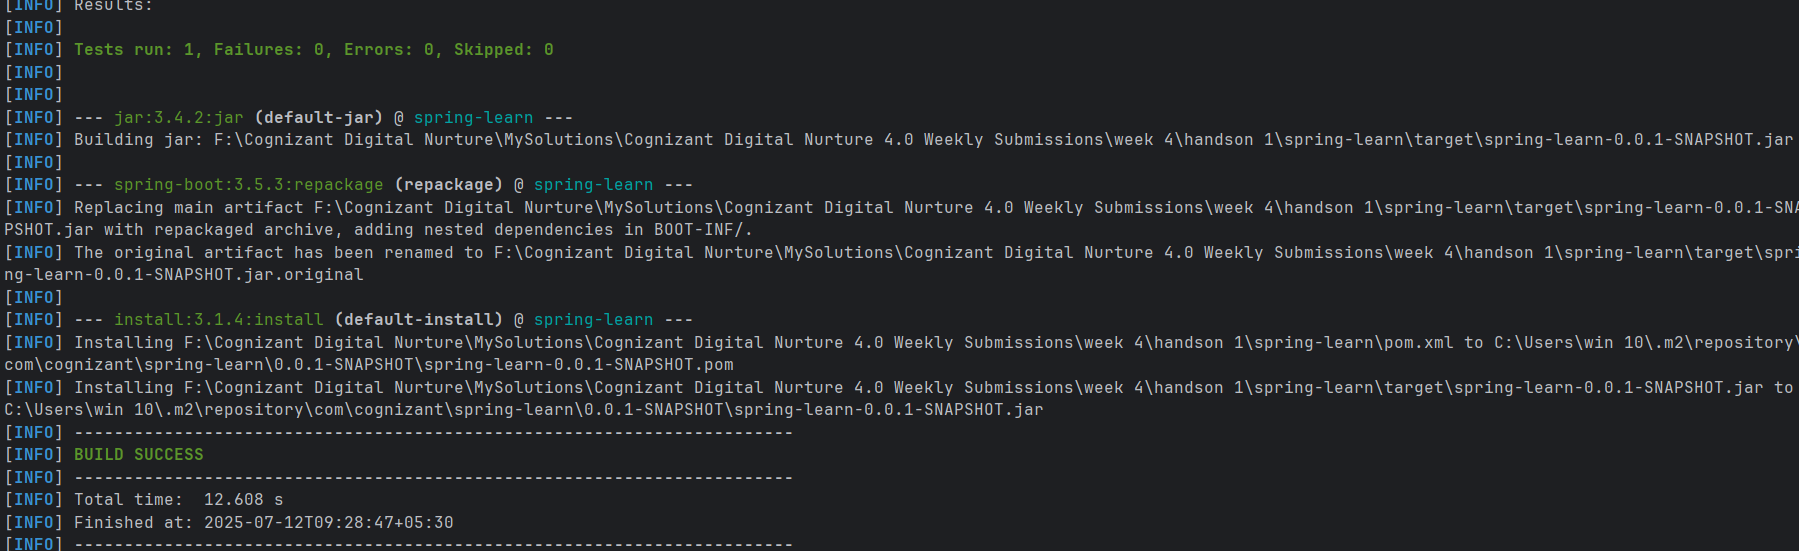 [INFO] Results:
[INFO]
[INFO] Tests run: 1, Failures: 0, Errors: 0, Skipped: 0
[INFO]
[INFO]
[INFO] --- jar:3.4.2:jar (default-jar) @ spring-learn ---
[INFO] Building jar: F:\Cognizant Digital Nurture\MySolutions\Cognizant Digital Nurture 4.0 Weekly Submissions\week 4\handson 1\spring-learn\target\spring-learn-0.0.1-SNAPSHOT.jar
[INFO]
[INFO] --- spring-boot:3.5.3:repackage (repackage) @ spring-learn ---
[INFO] Replacing main artifact F:\Cognizant Digital Nurture\MySolutions\Cognizant Digital Nurture 4.0 Weekly Submissions\week 4\handson 1\spring-learn\target\spring-learn-0.0.1-SNA
PSHOT.jar with repackaged archive, adding nested dependencies in BOOT-INF/.
[INFO] The original artifact has been renamed to F:\Cognizant Digital Nurture\MySolutions\Cognizant Digital Nurture 4.0 Weekly Submissions\week 4\handson 1\spring-learn\target\spri
ng-learn-0.0.1-SNAPSHOT.jar.original
[INFO]
[INFO] --- install:3.1.4:install (default-install) @ spring-learn ---
[INFO] Installing F:\Cognizant Digital Nurture\MySolutions\Cognizant Digital Nurture 4.0 Weekly Submissions\week 4\handson 1\spring-learn\pom.xml to C:\Users\win 10\.m2\repository\
com\cognizant\spring-learn\0.0.1-SNAPSHOT\spring-learn-0.0.1-SNAPSHOT.pom
[INFO] Installing F:\Cognizant Digital Nurture\MySolutions\Cognizant Digital Nurture 4.0 Weekly Submissions\week 4\handson 1\spring-learn\target\spring-learn-0.0.1-SNAPSHOT.jar to
C:\Users\win 10\.m2\repository\com\cognizant\spring-learn\0.0.1-SNAPSHOT\spring-learn-0.0.1-SNAPSHOT.jar
[INFO] ------------------------------------------------------------------------
[INFO] BUILD SUCCESS
[INFO] ------------------------------------------------------------------------
[INFO] Total time:  12.608 s
[INFO] Finished at: 2025-07-12T09:28:47+05:30
[INFO] ------------------------------------------------------------------------